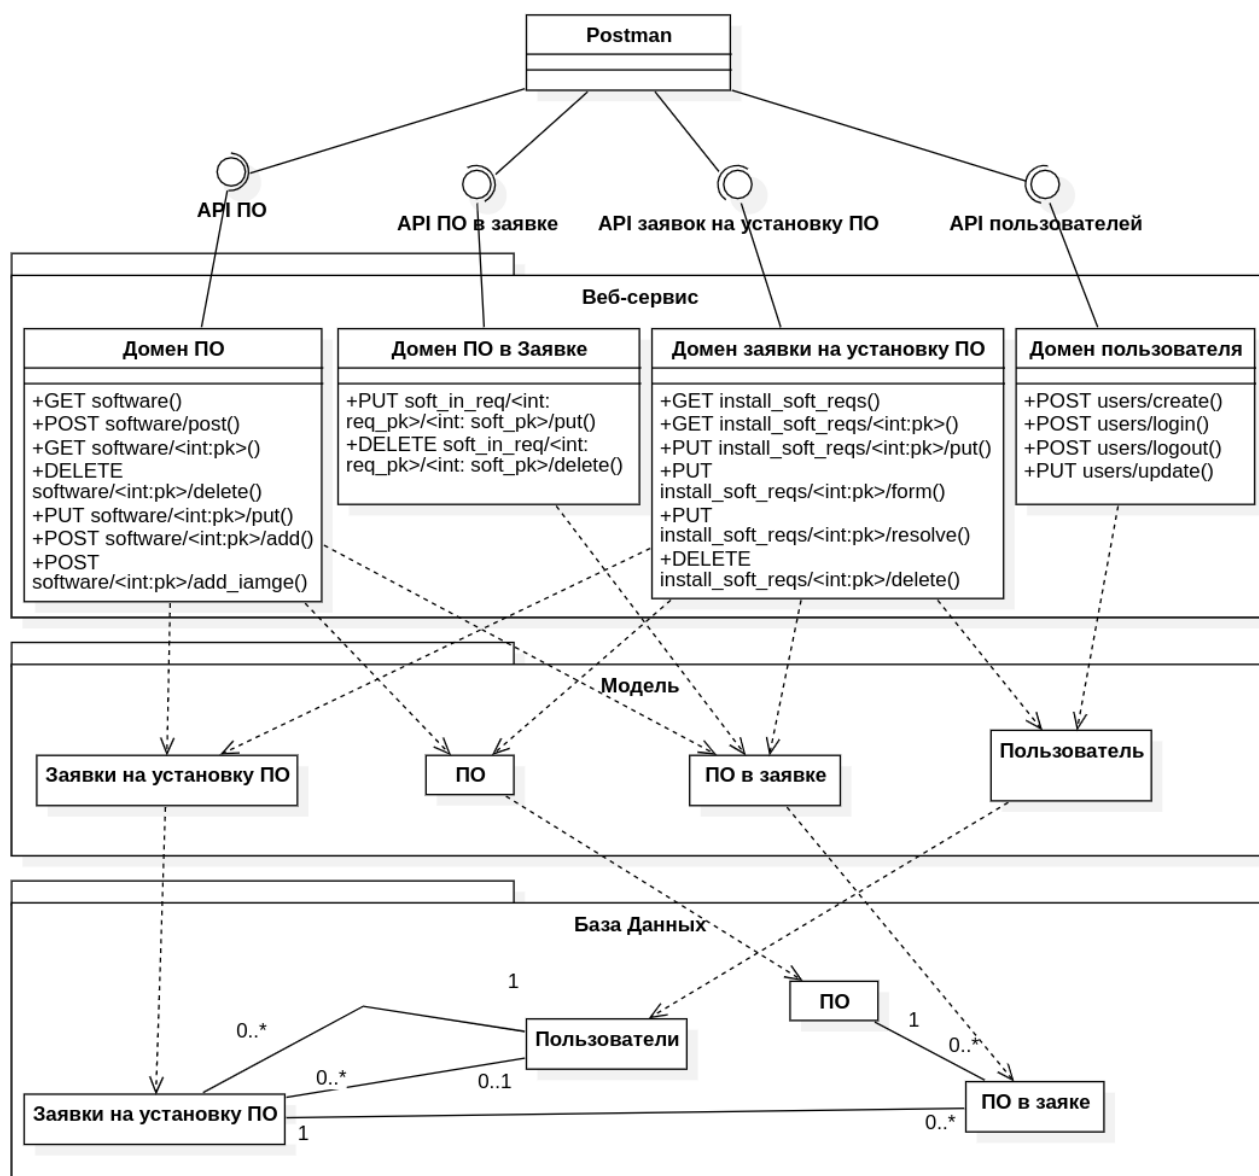 Postman
API ПО
API ПО в заявке
API заявок на установку ПО
API пользователей
Веб-сервис
Домен ПО
+GET software()
+POST software/post()
+GET software/<int:pk>()
+DELETE
software/<int:pk>/delete()
+PUT software/<int:pk>/put()
+POST software/<int:pk>/add()
+POST
software/<int:pk>/add_iamge()
Домен ПО в Заявке
+PUT soft_in_req/<int:
req_pk>/<int: soft_pk>/put()
+DELETE soft_in_req/<int:
req_pk>/<int: soft_pk>/delete()
Домен заявки на установку ПО
+GET install_soft_reqs()
+GET install_soft_reqs/<int:pk>()
+PUT install_soft_reqs/<int:pk>/put()
+PUT
install_soft_reqs/<int:pk>/form()
+PUT
install_soft_reqs/<int:pk>/resolve()
+DELETE
install_soft_reqs/<int:pk>/delete()
Домен пользователя
+POST users/create()
+POST users/login()
+POST users/logout()
+PUT users/update()
Модель
Заявки на установку ПО
ПО
ПО в заявке
Пользователь
База Данных
1
0..*
Пользователи
ПО
1
0..*
0..*
0..1
Заявки на установку ПО
1
0..*
ПО в заяке